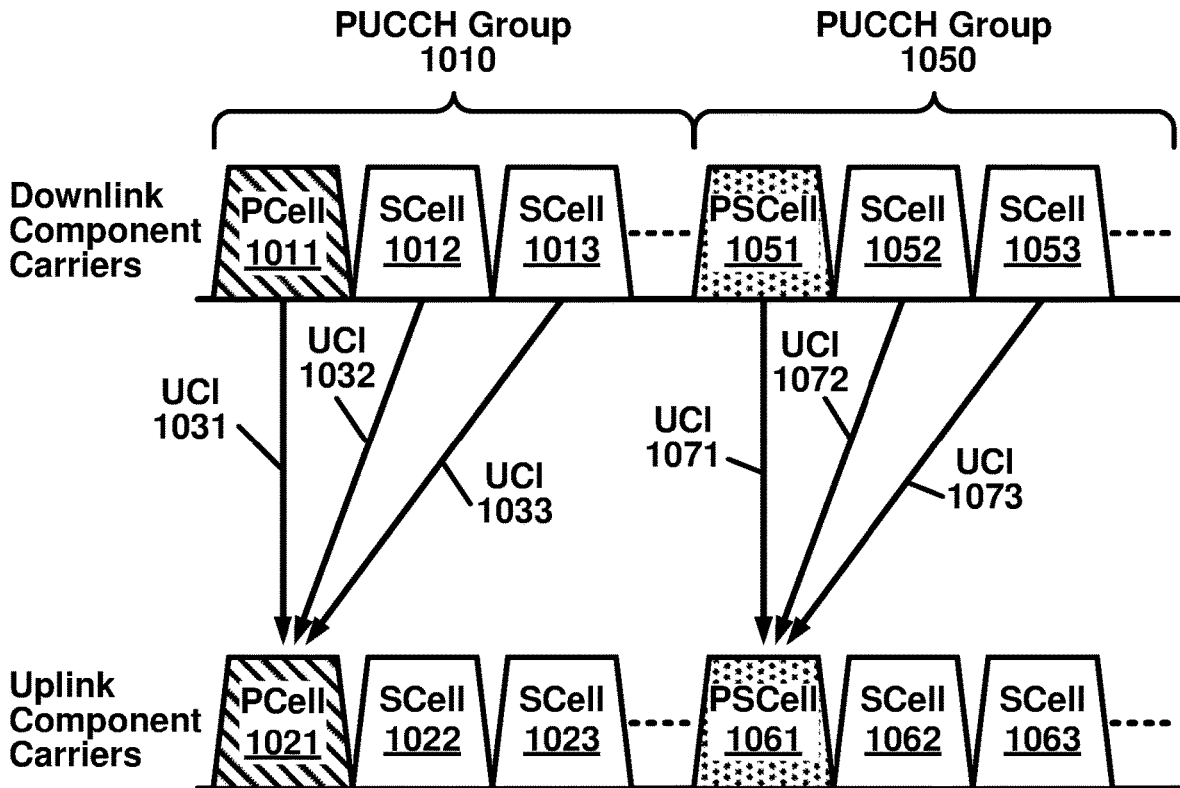 PUCCH Group
1010
PUCCH Group
1050
Downlink
Component
Carriers
PCell
1011
SCell
1012
SCell
1013
PSCell
1051
SCell
1052
SCell
1053
UCI
1031
UCI
1032
UCI
1033
UCI
1071
UCI
1072
UCI
1073
Uplink
Component
Carriers
PCell
1021
SCell
1022
SCell
1023
PSCell
1061
SCell
1062
SCell
1063